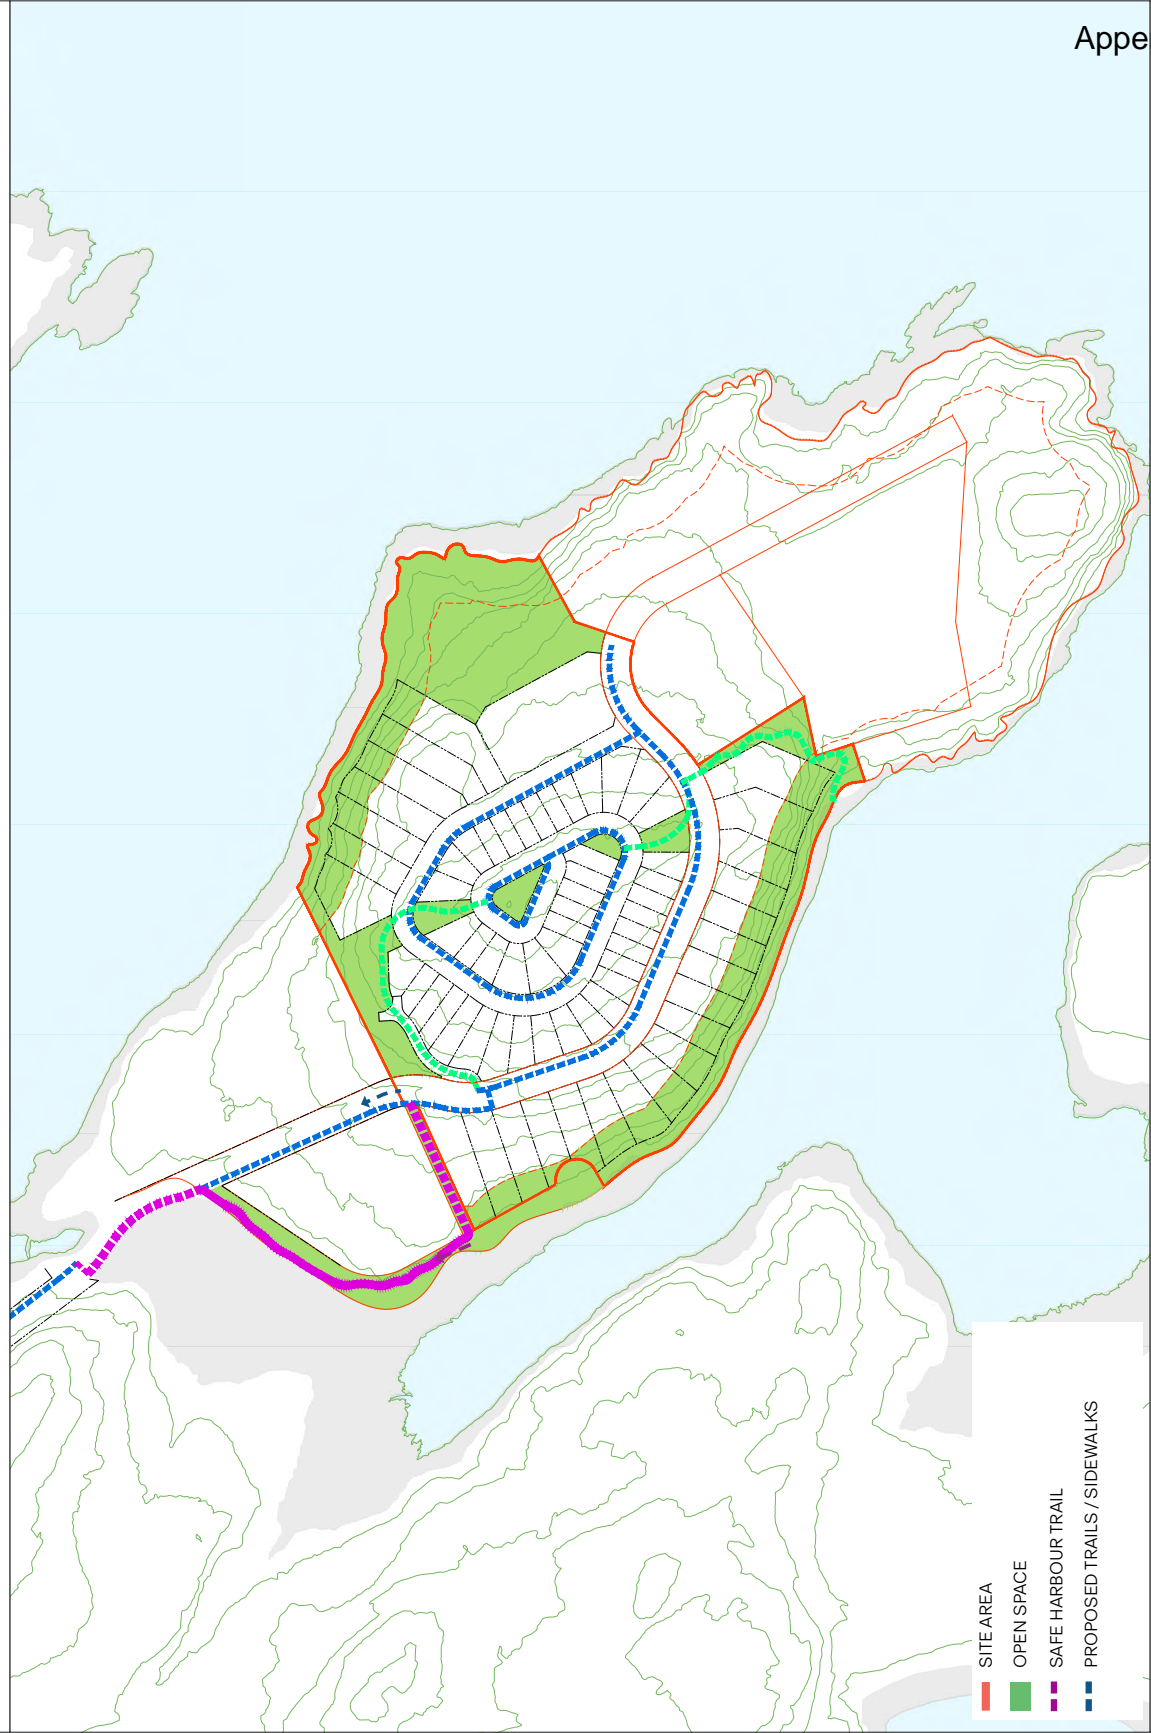 Appe
SITE AREA
OPEN SPACE
SAFE HARBOUR TRAIL
PROPOSED TRAILS / SIDEWALKS